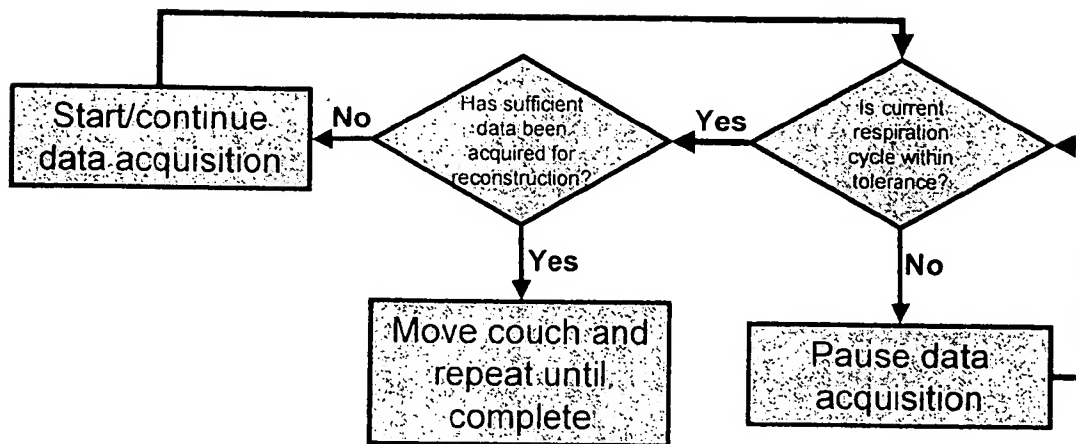 Start/continue
data acquisition
No
Has sufficient
data been
acquired for
reconstruction?
Yes
Is current
respiration
cycle within
tolerance?
Yes
No
Move couch and
repeat until
complete
Pause data
acquisition